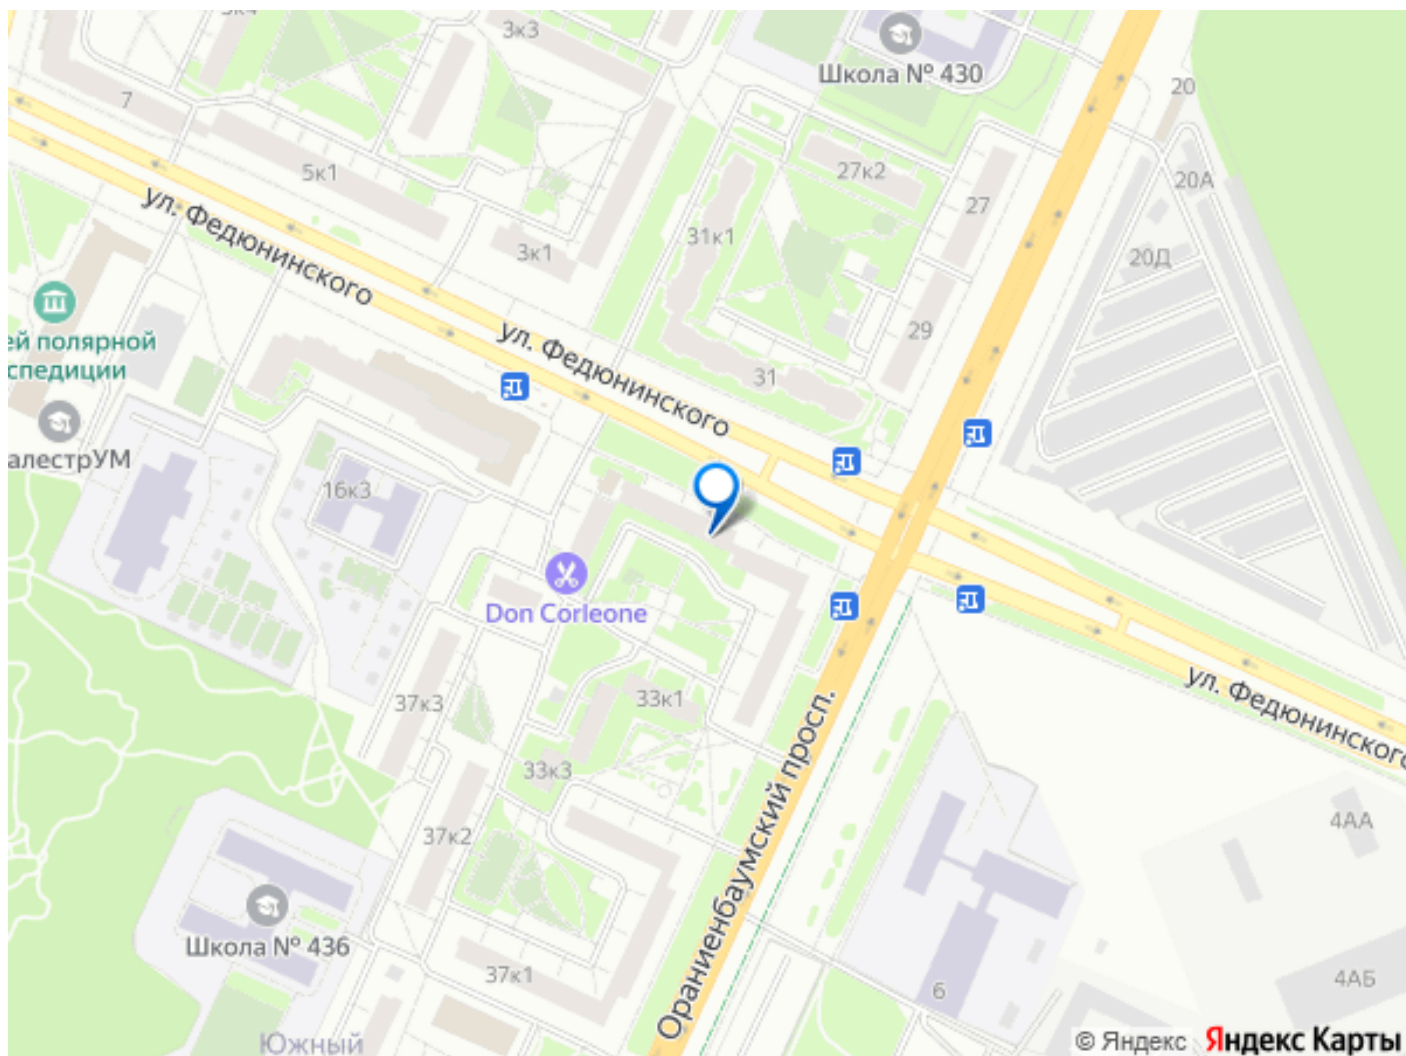 3к3
Школа № 430
7
20
5к1
27к2
20А
27
ул. Федюнинского
31к1
3к1
20Д
29
ул. Федюнинского
ей полярной
спедиции
31
алестрУМ
16к3
Don Corleone
37к3
33к1
ул. Федюнинского
33к3
Ораниенбаумский просп.
37к2
4АА
Школа № 436
37к1
4АБ
6
Южный
© Яндекс
Яндекс Карты